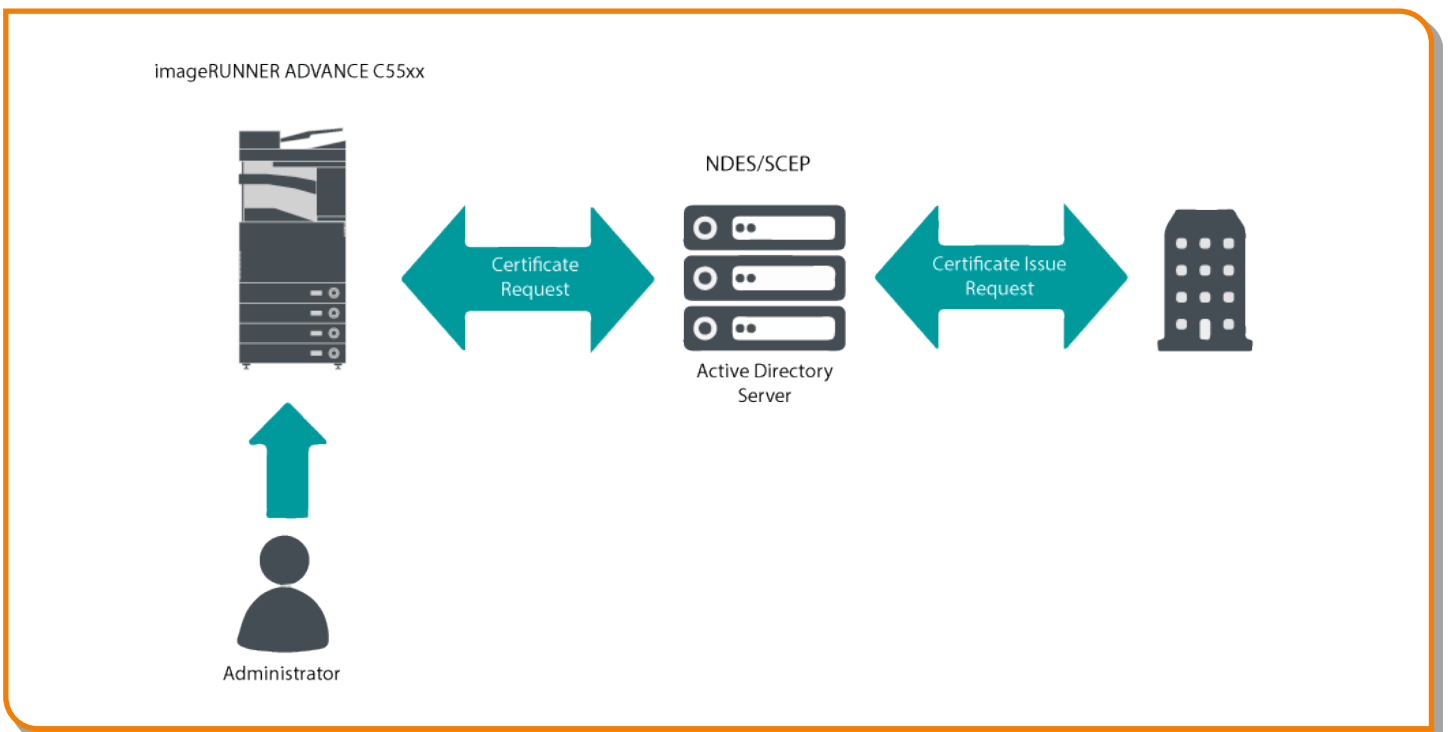 imageRUNNER ADVANCE C55xx
NDES/SCEP
Certificate
Request
Certificate Issue
Request
Active Directory
Server
Administrator